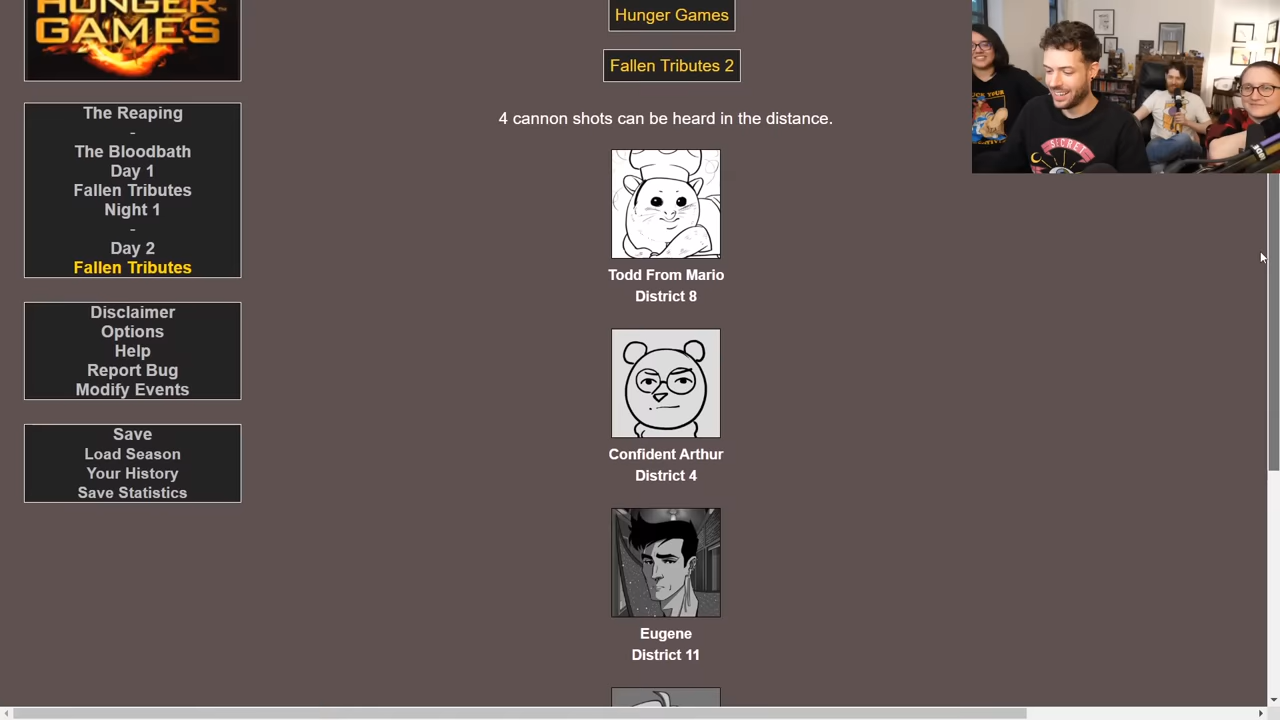 HUNGER
GAMES
The Reaping
-
The Bloodbath
Day 1
Fallen Tributes
Night 1
-
Day 2
Fallen Tributes
Disclaimer
Options
Help
Report Bug
Modify Events
Save
Load Season
Your History
Save Statistics
Hunger Games
Fallen Tributes 2
4 cannon shots can be heard in the distance.
Todd From Mario
District 8
Confident Arthur
District 4
Eugene
District 11
SECRET